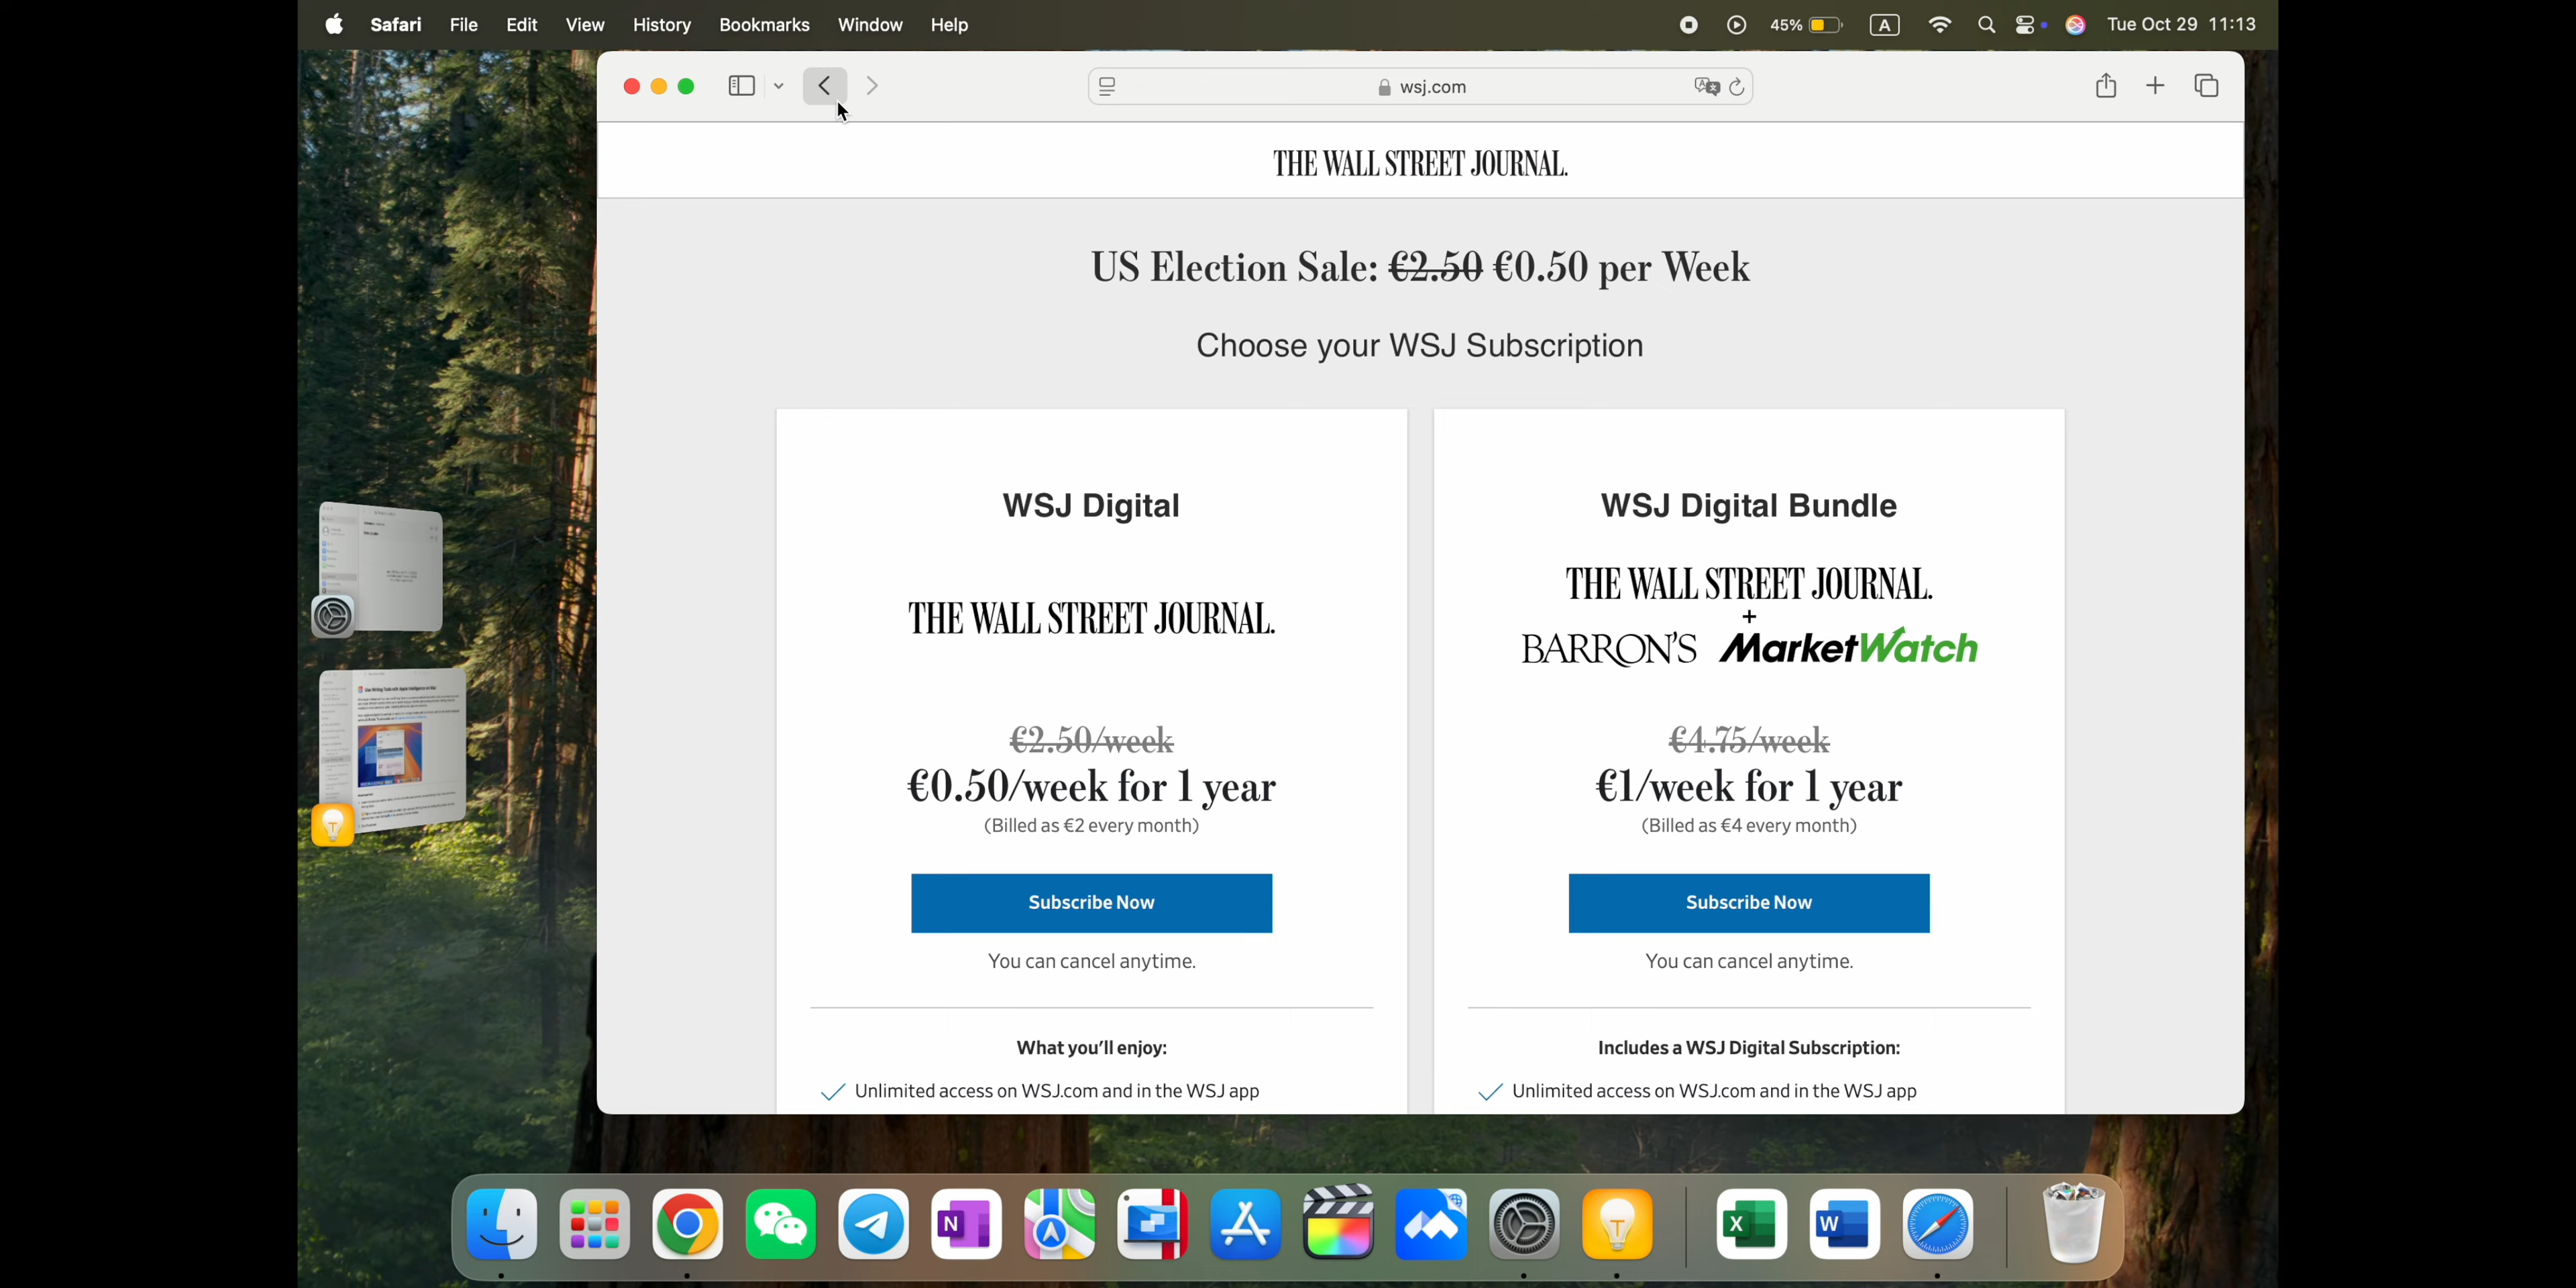 Safari File Edit View History Bookmarks Window Help
45% A Tue Oct 29 11:13
wsj.com
THE WALL STREET JOURNAL.
US Election Sale: €2.50 €0.50 per Week
Choose your WSJ Subscription
WSJ Digital
THE WALL STREET JOURNAL.
€2.50/week
€0.50/week for 1 year
(Billed as €2 every month)
Subscribe Now
You can cancel anytime.
What you'll enjoy:
Unlimited access on WSJ.com and in the WSJ app
WSJ Digital Bundle
THE WALL STREET JOURNAL.
+
BARRON'S MarketWatch
€4.75/week
€1/week for 1 year
(Billed as €4 every month)
Subscribe Now
You can cancel anytime.
Includes a WSJ Digital Subscription:
Unlimited access on WSJ.com and in the WSJ app